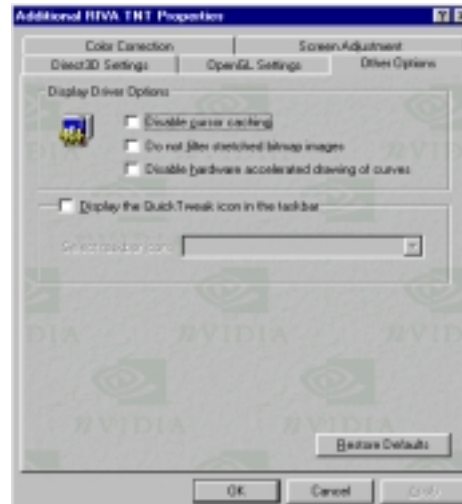 Additional RIVA TNT Properties
Color Correction
Screen Adjustment
Direct3D Settings
OpenGL Settings
Other Options
Display Driver Options
Disable cursor caching
Do not filter stretched bitmap images
Disable hardware accelerated drawing of curves
Display the QuickTweak icon in the taskbar
Select taskbar icon:
NVIDIA
NVIDIA
Restore Defaults
OK
Cancel
Apply